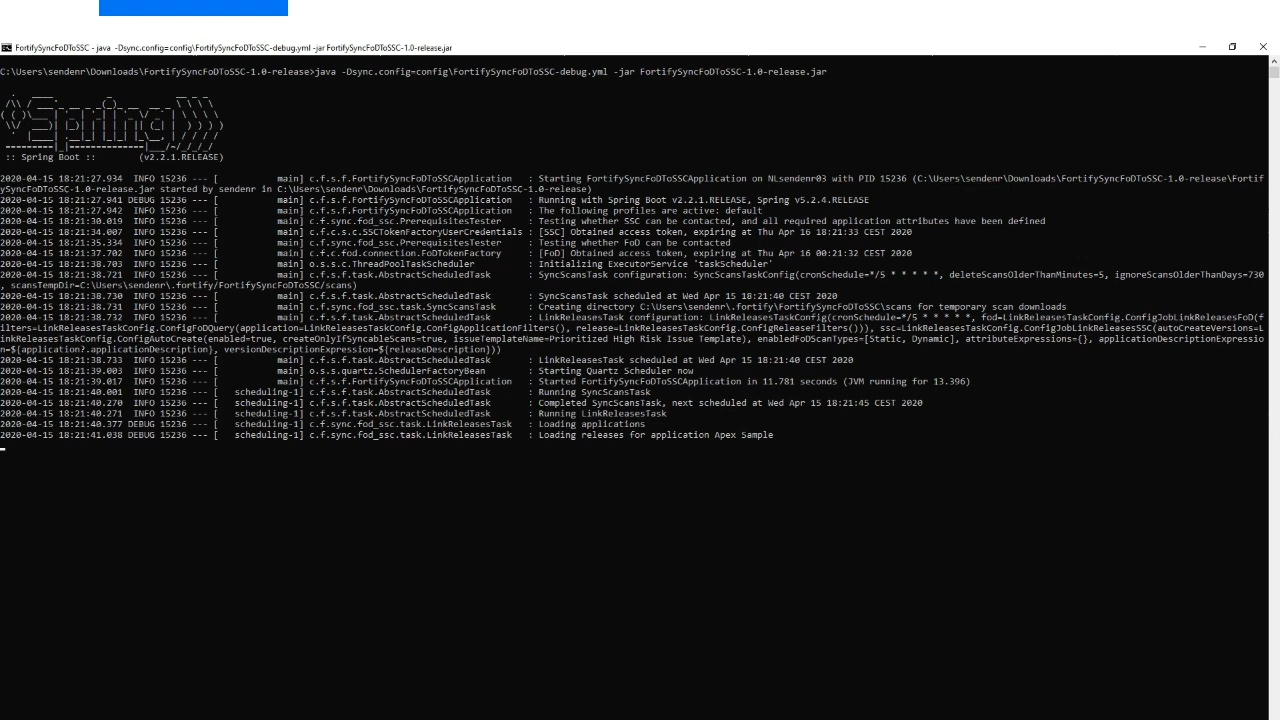 FortifySyncFoDToSSC - java -Dsync.config=config\FortifySyncFoDToSSC-debug.yml -jar FortifySyncFoDToSSC-1.0-release.jar
C:\Users\sendenr\Downloads\FortifySyncFoDToSSC-1.0-release>java -Dsync.config=config\FortifySyncFoDToSSC-debug.yml -jar FortifySyncFoDToSSC-1.0-release.jar
Spring
:: Spring Boot :: (v2.2.1.RELEASE)
2020-04-15 18:21:27.934 INFO 15236 --- [ main] c.f.s.f.FortifySyncFoDToSSCApplication : Starting FortifySyncFoDToSSCApplication on NLsendenr03 with PID 15236 (C:\Users\sendenr\Downloads\FortifySyncFoDToSSC-1.0-release\Fortif
ySyncFoDToSSC-1.0-release.jar started by sendenr in C:\Users\sendenr\Downloads\FortifySyncFoDToSSC-1.0-release)
2020-04-15 18:21:27.941 DEBUG 15236 --- [ main] c.f.s.f.FortifySyncFoDToSSCApplication : Running with Spring Boot v2.2.1.RELEASE, Spring v5.2.4.RELEASE
2020-04-15 18:21:27.942 INFO 15236 --- [ main] c.f.s.f.FortifySyncFoDToSSCApplication : The following profiles are active: default
2020-04-15 18:21:30.019 INFO 15236 --- [ main] c.f.sync.fod_ssc.PrerequisitesTester : Testing whether SSC can be contacted, and all required application attributes have been defined
2020-04-15 18:21:34.007 INFO 15236 --- [ main] c.f.c.s.c.SSCTokenFactoryUserCredentials : [SSC] Obtained access token, expiring at Thu Apr 16 18:21:33 CEST 2020
2020-04-15 18:21:35.334 INFO 15236 --- [ main] c.f.sync.fod_ssc.PrerequisitesTester : Testing whether FoD can be contacted
2020-04-15 18:21:37.702 INFO 15236 --- [ main] c.f.c.fod.connection.FoDTokenFactory : [FoD] Obtained access token, expiring at Thu Apr 16 00:21:32 CEST 2020
2020-04-15 18:21:38.703 INFO 15236 --- [ main] o.s.s.c.ThreadPoolTaskScheduler : Initializing ExecutorService 'taskScheduler'
2020-04-15 18:21:38.721 INFO 15236 --- [ main] c.f.s.f.task.AbstractScheduledTask : SyncScansTask configuration: SyncScansTaskConfig(cronSchedule=*/5 * * * * *, deleteScansOlderThanMinutes=5, ignoreScansOlderThanDays=730
, scansTempDir=C:\Users\sendenr\.fortify/FortifySyncFoDToSSC/scans)
2020-04-15 18:21:38.730 INFO 15236 --- [ main] c.f.s.f.task.AbstractScheduledTask : SyncScansTask scheduled at Wed Apr 15 18:21:40 CEST 2020
2020-04-15 18:21:38.731 INFO 15236 --- [ main] c.f.sync.fod_ssc.task.SyncScansTask : Creating directory C:\Users\sendenr\.fortify\FortifySyncFoDToSSC\scans for temporary scan downloads
2020-04-15 18:21:38.732 INFO 15236 --- [ main] c.f.s.f.task.AbstractScheduledTask : LinkReleasesTask configuration: LinkReleasesTaskConfig(cronSchedule=*/5 * * * * *, fod=LinkReleasesTaskConfig.ConfigJobLinkReleasesFoD(f
ilters=LinkReleasesTaskConfig.ConfigFoDQuery(application=LinkReleasesTaskConfig.ConfigApplicationFilters(), release=LinkReleasesTaskConfig.ConfigReleaseFilters())), ssc=LinkReleasesTaskConfig.ConfigJobLinkReleasesSSC(autoCreateVersions=L
inkReleasesTaskConfig.ConfigAutoCreate(enabled=true, createOnlyIfSyncableScans=true, issueTemplateName=Prioritized High Risk Issue Template), enabledFoDScanTypes=[Static, Dynamic], attributeExpressions={}, applicationDescriptionExpressio
n=${application?.applicationDescription}, versionDescriptionExpression=${releaseDescription}))
2020-04-15 18:21:38.733 INFO 15236 --- [ main] c.f.s.f.task.AbstractScheduledTask : LinkReleasesTask scheduled at Wed Apr 15 18:21:40 CEST 2020
2020-04-15 18:21:39.003 INFO 15236 --- [ main] o.s.s.quartz.SchedulerFactoryBean : Starting Quartz Scheduler now
2020-04-15 18:21:39.017 INFO 15236 --- [ main] c.f.s.f.FortifySyncFoDToSSCApplication : Started FortifySyncFoDToSSCApplication in 11.781 seconds (JVM running for 13.396)
2020-04-15 18:21:40.001 INFO 15236 --- [ scheduling-1] c.f.s.f.task.AbstractScheduledTask : Running SyncScansTask
2020-04-15 18:21:40.270 INFO 15236 --- [ scheduling-1] c.f.s.f.task.AbstractScheduledTask : Completed SyncScansTask, next scheduled at Wed Apr 15 18:21:45 CEST 2020
2020-04-15 18:21:40.271 INFO 15236 --- [ scheduling-1] c.f.s.f.task.AbstractScheduledTask : Running LinkReleasesTask
2020-04-15 18:21:40.377 DEBUG 15236 --- [ scheduling-1] c.f.sync.fod_ssc.task.LinkReleasesTask : Loading applications
2020-04-15 18:21:41.038 DEBUG 15236 --- [ scheduling-1] c.f.sync.fod_ssc.task.LinkReleasesTask : Loading releases for application Apex Sample